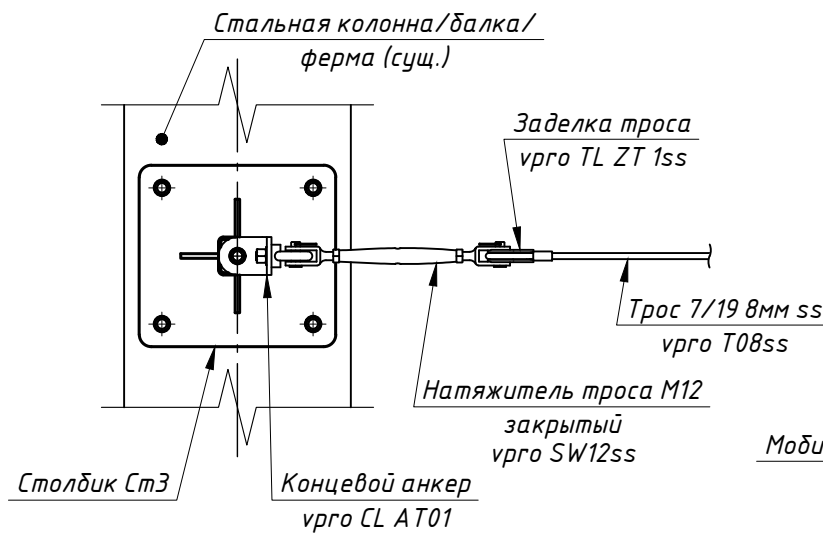 Стальная колонна/балка/
ферма (сущ.)
Заделка троса
vpro TL ZT 1ss
Трос 7/19 8мм ss
vpro T08ss
Натяжитель троса М12
закрытый
vpro SW12ss
Моби
Столбик Ст3
Концевой анкер
vpro CL AT01